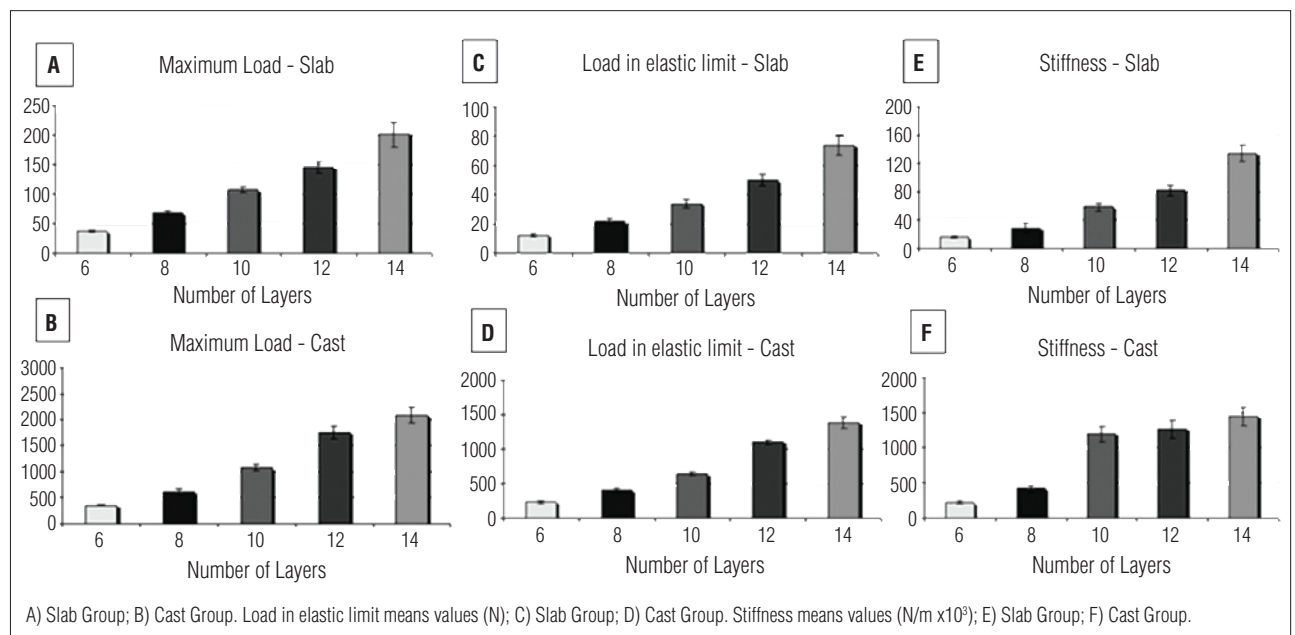 A
Maximum Load - Slab
250
200
150
100
50
0
6 8 10 12 14
Number of Layers
C
Load in elastic limit - Slab
100
80
60
40
20
0
6 8 10 12 14
Number of Layers
E
Stiffness - Slab
200
160
120
80
40
0
6 8 10 12 14
Number of Layers
B
Maximum Load - Cast
3000
2500
2000
1500
1000
500
0
6 8 10 12 14
Number of Layers
D
Load in elastic limit - Cast
2000
1500
1000
500
0
6 8 10 12 14
Number of Layers
F
Stiffness - Cast
2000
1500
1000
500
0
6 8 10 12 14
Number of Layers
A) Slab Group; B) Cast Group. Load in elastic limit means values (N); C) Slab Group; D) Cast Group. Stiffness means values (N/m x10³); E) Slab Group; F) Cast Group.